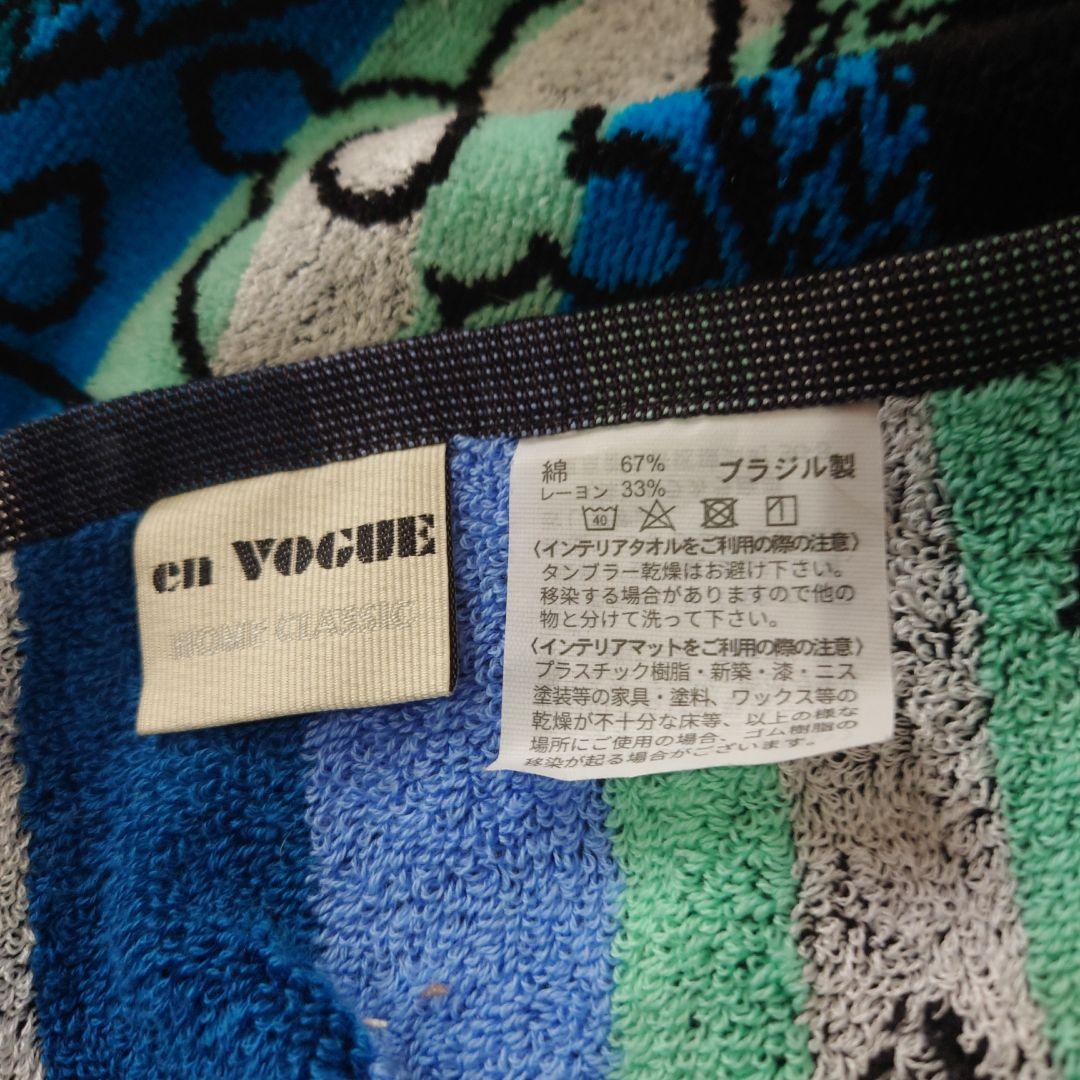 en VOGUE
HOME CLASSIC
綿 67% ブラジル製
レーヨン 33%
40
〈インテリアタオルをご利用の際の注意〉
タンブラー乾燥はお避け下さい。
移染する場合がありますので他の
物と分けて洗って下さい。
〈インテリアマットをご利用の際の注意〉
プラスチック樹脂・新築・漆・ニス
塗装等の家具・塗料、ワックス等の
乾燥が不十分な床等、以上の様な
場所にご使用の場合、ゴム樹脂の
移染が起る場合がございます。